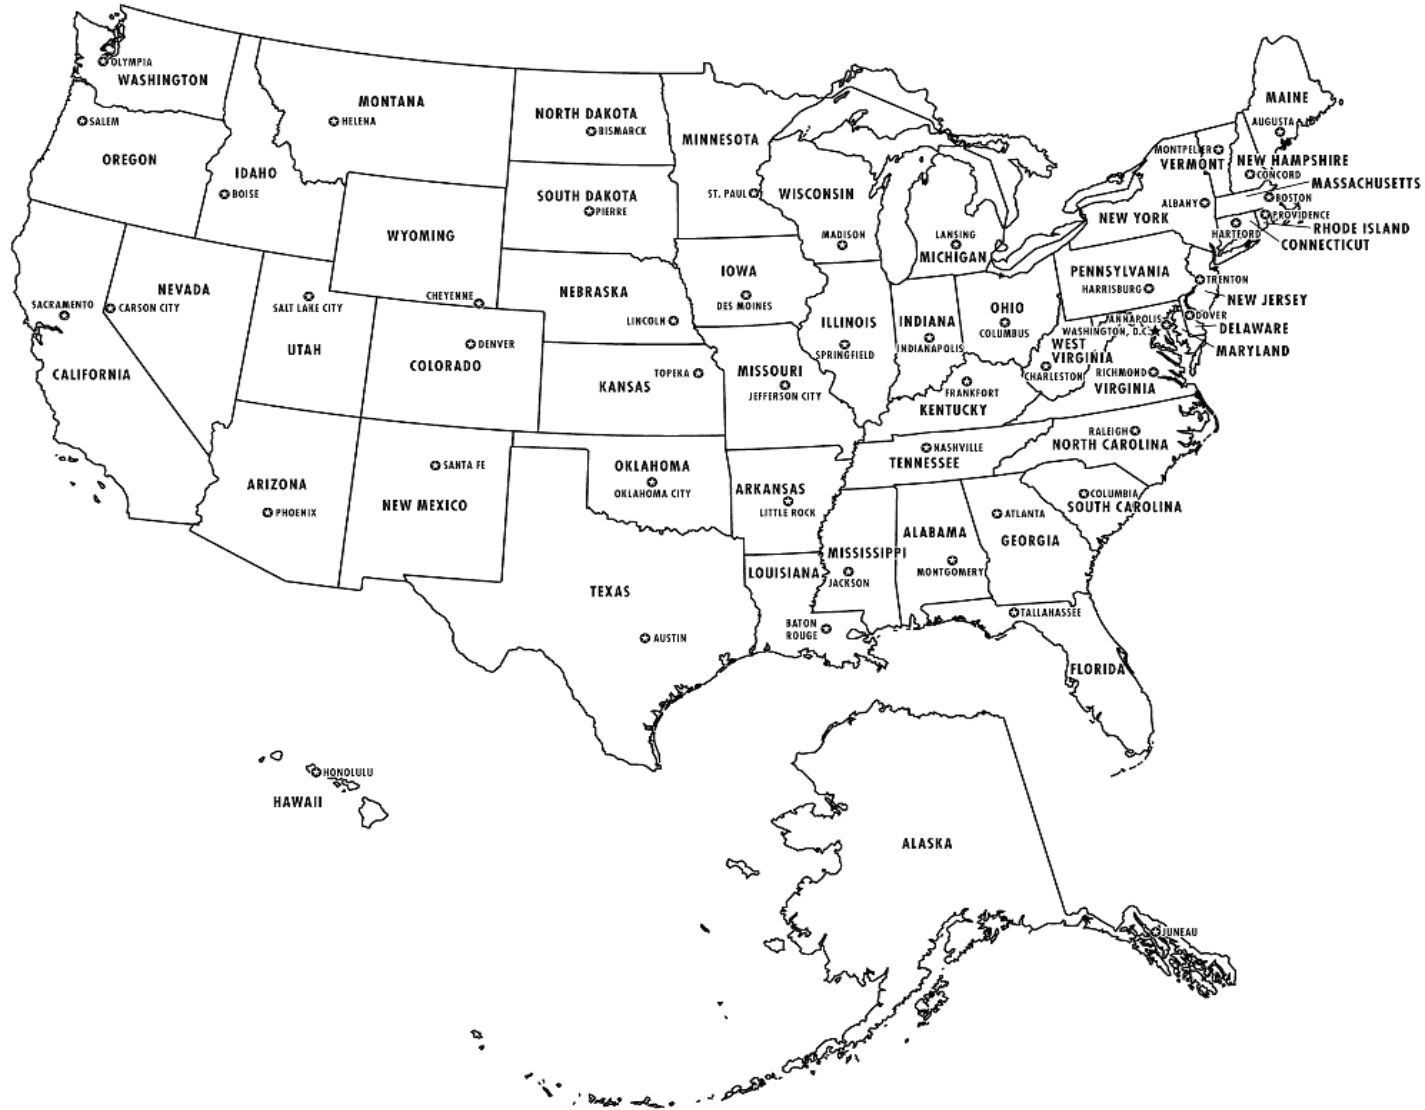 OLYMPIA
WASHINGTON
SALEM
OREGON
MONTANA
HELENA
IDAHO
BOISE
NORTH DAKOTA
BISMARCK
SOUTH DAKOTA
PIERRE
MINNESOTA
ST. PAUL
WISCONSIN
MADISON
LANSING
MICHIGAN
MAINE
AUGUSTA
MONTPELIER
VERMONT
NEW HAMPSHIRE
CONCORD
MASSACHUSETTS
BOSTON
ALBANY
NEW YORK
PROVIDENCE
RHODE ISLAND
HARTFORD
CONNECTICUT
WYOMING
CHEYENNE
NEVADA
CARSON CITY
SACRAMENTO
CALIFORNIA
SALT LAKE CITY
UTAH
DENVER
COLORADO
NEBRASKA
LINCOLN
IOWA
DES MOINES
TOPEKA
KANSAS
MISSOURI
JEFFERSON CITY
ILLINOIS
SPRINGFIELD
INDIANA
INDIANAPOLIS
OHIO
COLUMBUS
PENNSYLVANIA
HARRISBURG
TRENTON
NEW JERSEY
DOVER
DELAWARE
ANNAPOLIS
WASHINGTON, D.C.
MARYLAND
WEST
VIRGINIA
CHARLESTON
RICHMOND
VIRGINIA
FRANKFORT
KENTUCKY
RALEIGH
NORTH CAROLINA
NASHVILLE
TENNESSEE
COLUMBIA
SOUTH CAROLINA
ATLANTA
GEORGIA
ALABAMA
MONTGOMERY
MISSISSIPPI
JACKSON
ARKANSAS
LITTLE ROCK
LOUISIANA
BATON
ROUGE
OKLAHOMA
OKLAHOMA CITY
SANTA FE
NEW MEXICO
ARIZONA
PHOENIX
TEXAS
AUSTIN
TALLAHASSEE
FLORIDA
HONOLULU
HAWAII
ALASKA
JUNEAU